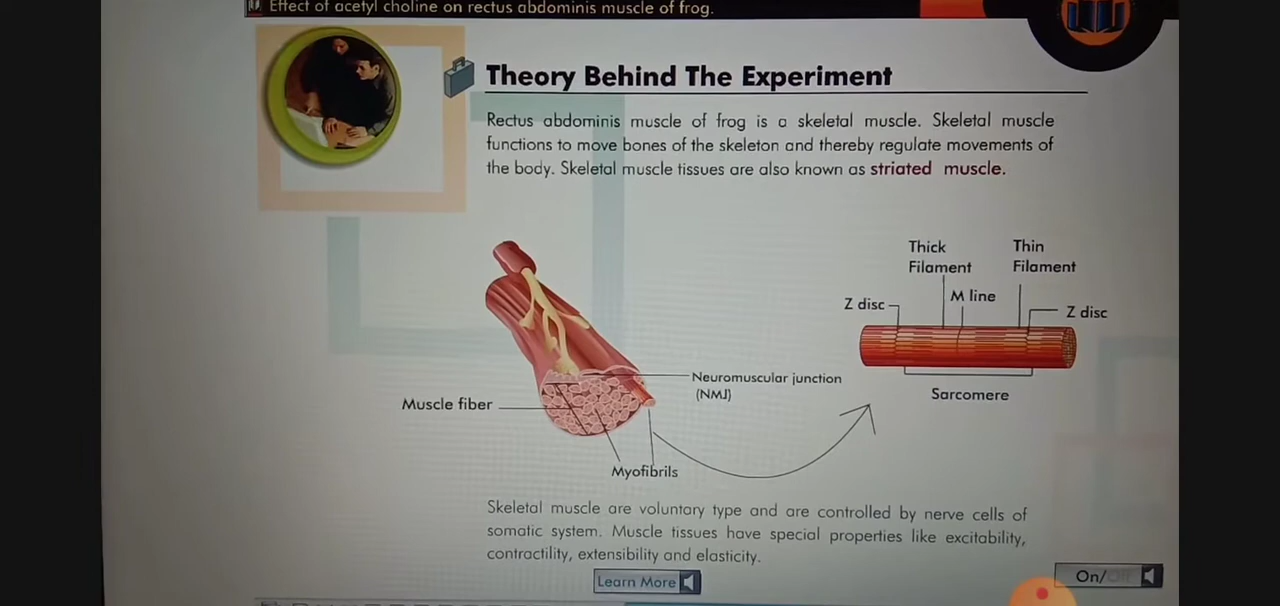 Effect of acetyl choline on rectus abdominis muscle of frog.
Theory Behind The Experiment
Rectus abdominis muscle of frog is a skeletal muscle. Skeletal muscle
functions to move bones of the skeleton and thereby regulate movements of
the body. Skeletal muscle tissues are also known as striated muscle.
Thick
Filament
Thin
Filament
M line
Z disc
Z disc
Neuromuscular junction
(NMJ)
Sarcomere
Muscle fiber
Myofibrils
Skeletal muscle are voluntary type and are controlled by nerve cells of
somatic system. Muscle tissues have special properties like excitability,
contractility, extensibility and elasticity.
Learn More
On/Off